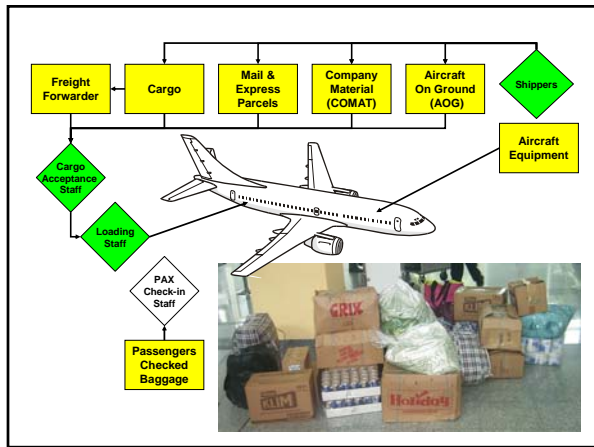 Freight
Forwarder
Cargo
Mail &
Express
Parcels
Company
Material
(COMAT)
Aircraft
On Ground
(AOG)
Shippers
Aircraft
Equipment
Cargo
Acceptance
Staff
Loading
Staff
PAX
Check-in
Staff
Passengers
Checked
Baggage
GRIX
KLIM
Holiday